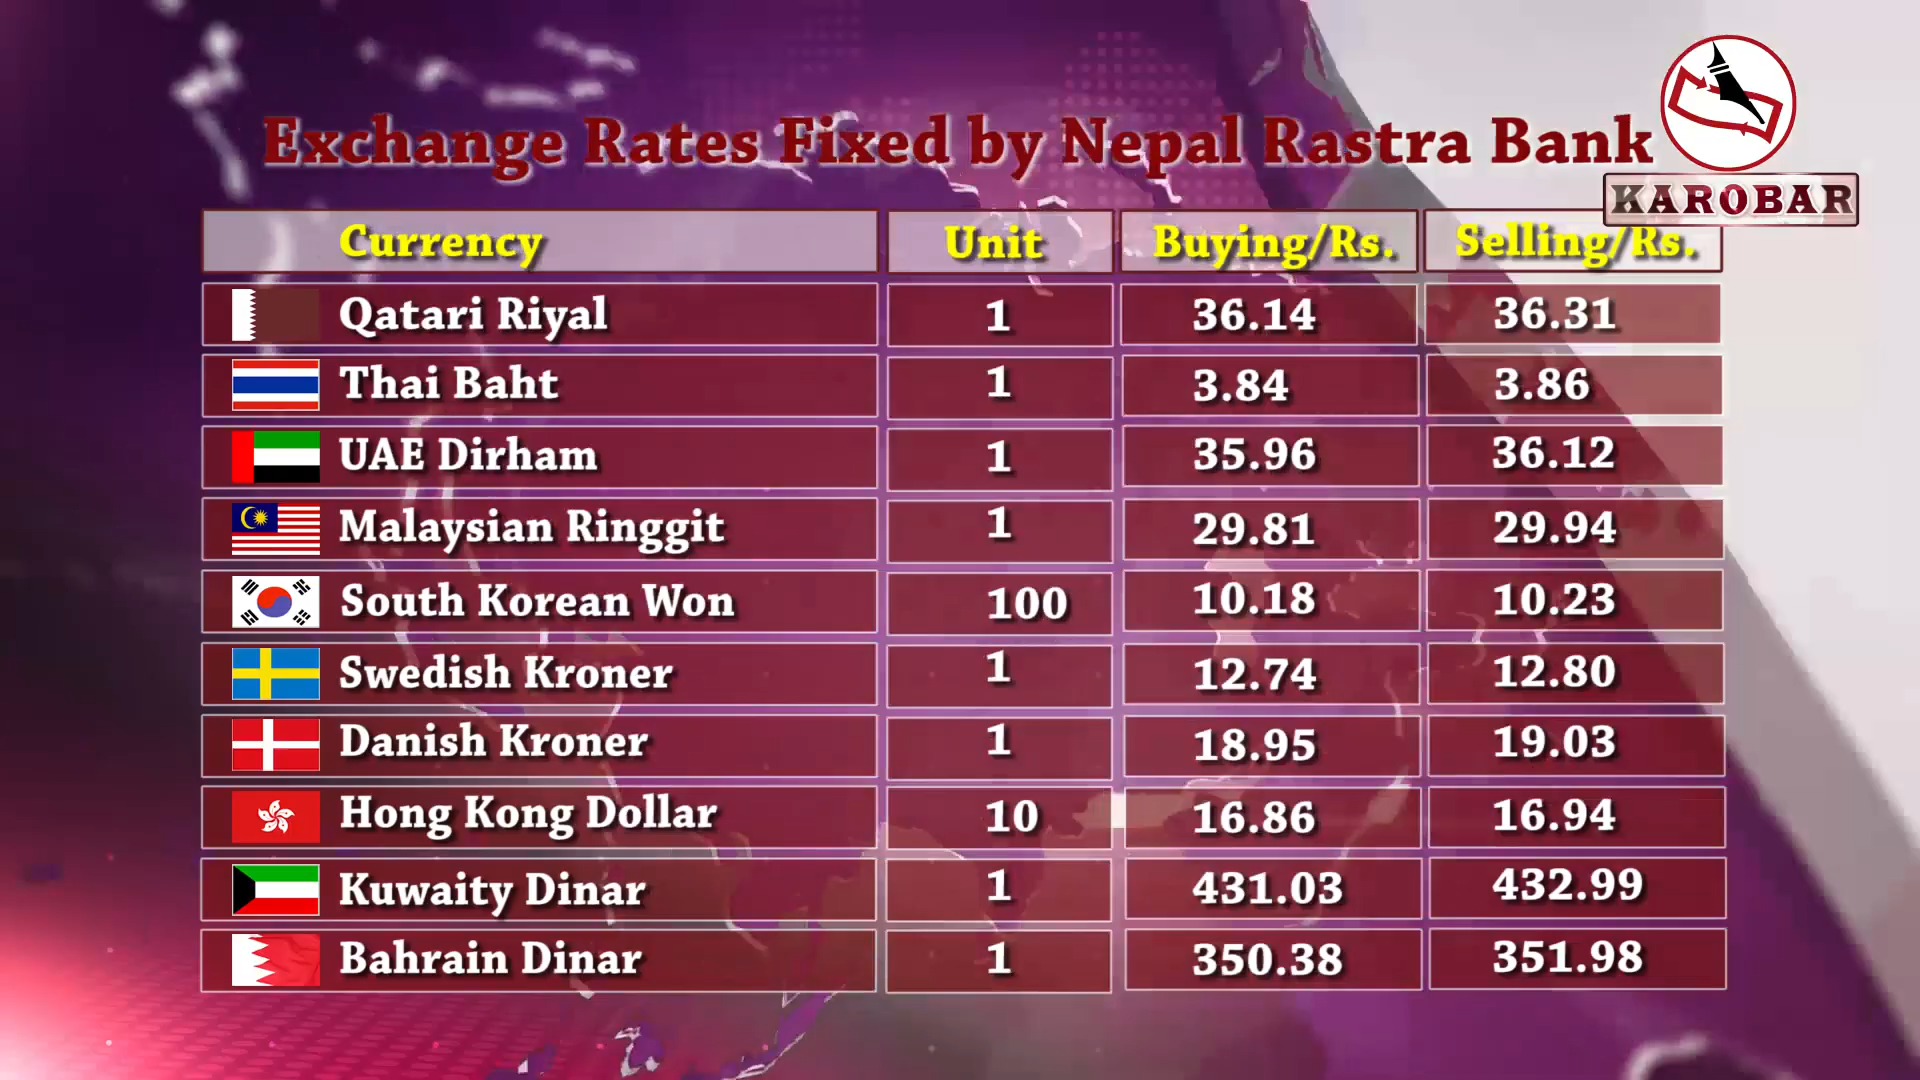 Exchange Rates Fixed by Nepal Rastra Bank
KAROBAR
Currency Unit Buying/Rs. Selling/Rs.
Qatari Riyal 1 36.14 36.31
Thai Baht 1 3.84 3.86
UAE Dirham 1 35.96 36.12
Malaysian Ringgit 1 29.81 29.94
South Korean Won 100 10.18 10.23
Swedish Kroner 1 12.74 12.80
Danish Kroner 1 18.95 19.03
Hong Kong Dollar 10 16.86 16.94
Kuwaity Dinar 1 431.03 432.99
Bahrain Dinar 1 350.38 351.98